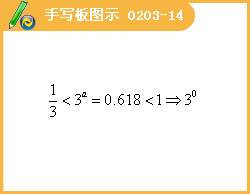 手写板图示 0203-14
1/3 < 3^a = 0.618 < 1 ⇒ 3^0